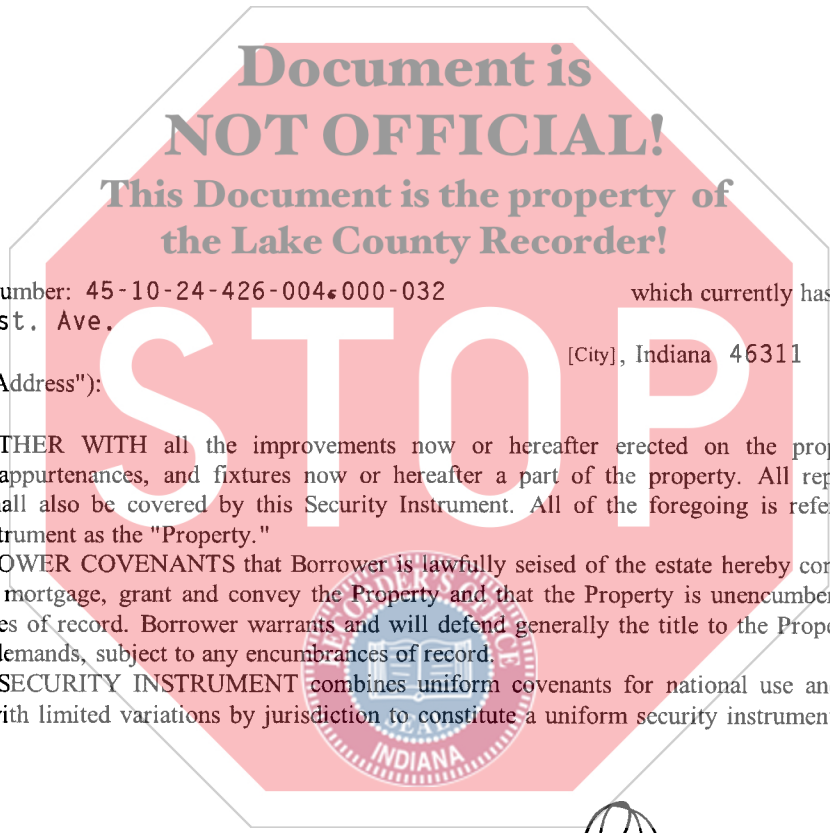 Document is
NOT OFFICIAL!
This Document is the property of
the Lake County Recorder!
umber: 45-10-24-426-004-000-032 which currently has
st. Ave.
[City], Indiana 46311
Address"):
STOP
THER WITH all the improvements now or hereafter erected on the prop
appurtenances, and fixtures now or hereafter a part of the property. All rep
all also be covered by this Security Instrument. All of the foregoing is refe
trument as the "Property."
OWER COVENANTS that Borrower is lawfully seised of the estate hereby con
mortgage, grant and convey the Property and that the Property is unencumber
es of record. Borrower warrants and will defend generally the title to the Prope
demands, subject to any encumbrances of record.
SECURITY INSTRUMENT combines uniform covenants for national use an
ith limited variations by jurisdiction to constitute a uniform security instrument
RECORDER'S OFFICE
SEAL
INDIANA